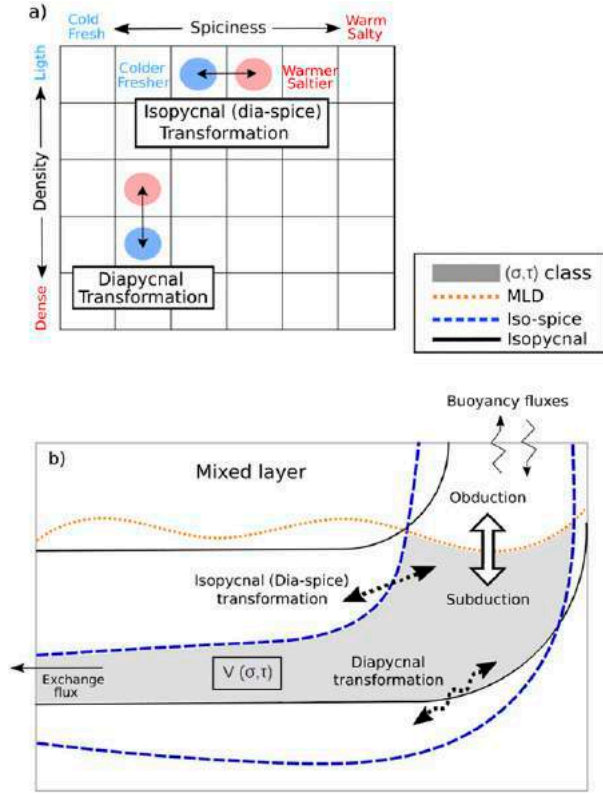 a)
Cold
Fresh
Spiciness
Warm
Salty
Ligth
Density
Dense
Colder
Fresher
Warmer
Saltier
Isopycnal (dia-spice)
Transformation
Diapycnal
Transformation
(σ,τ) class
MLD
Iso-spice
Isopycnal
Buoyancy fluxes
b)
Mixed layer
Obduction
Isopycnal (Dia-spice)
transformation
Subduction
V (σ,τ)
Diapycnal
transformation
Exchange
flux